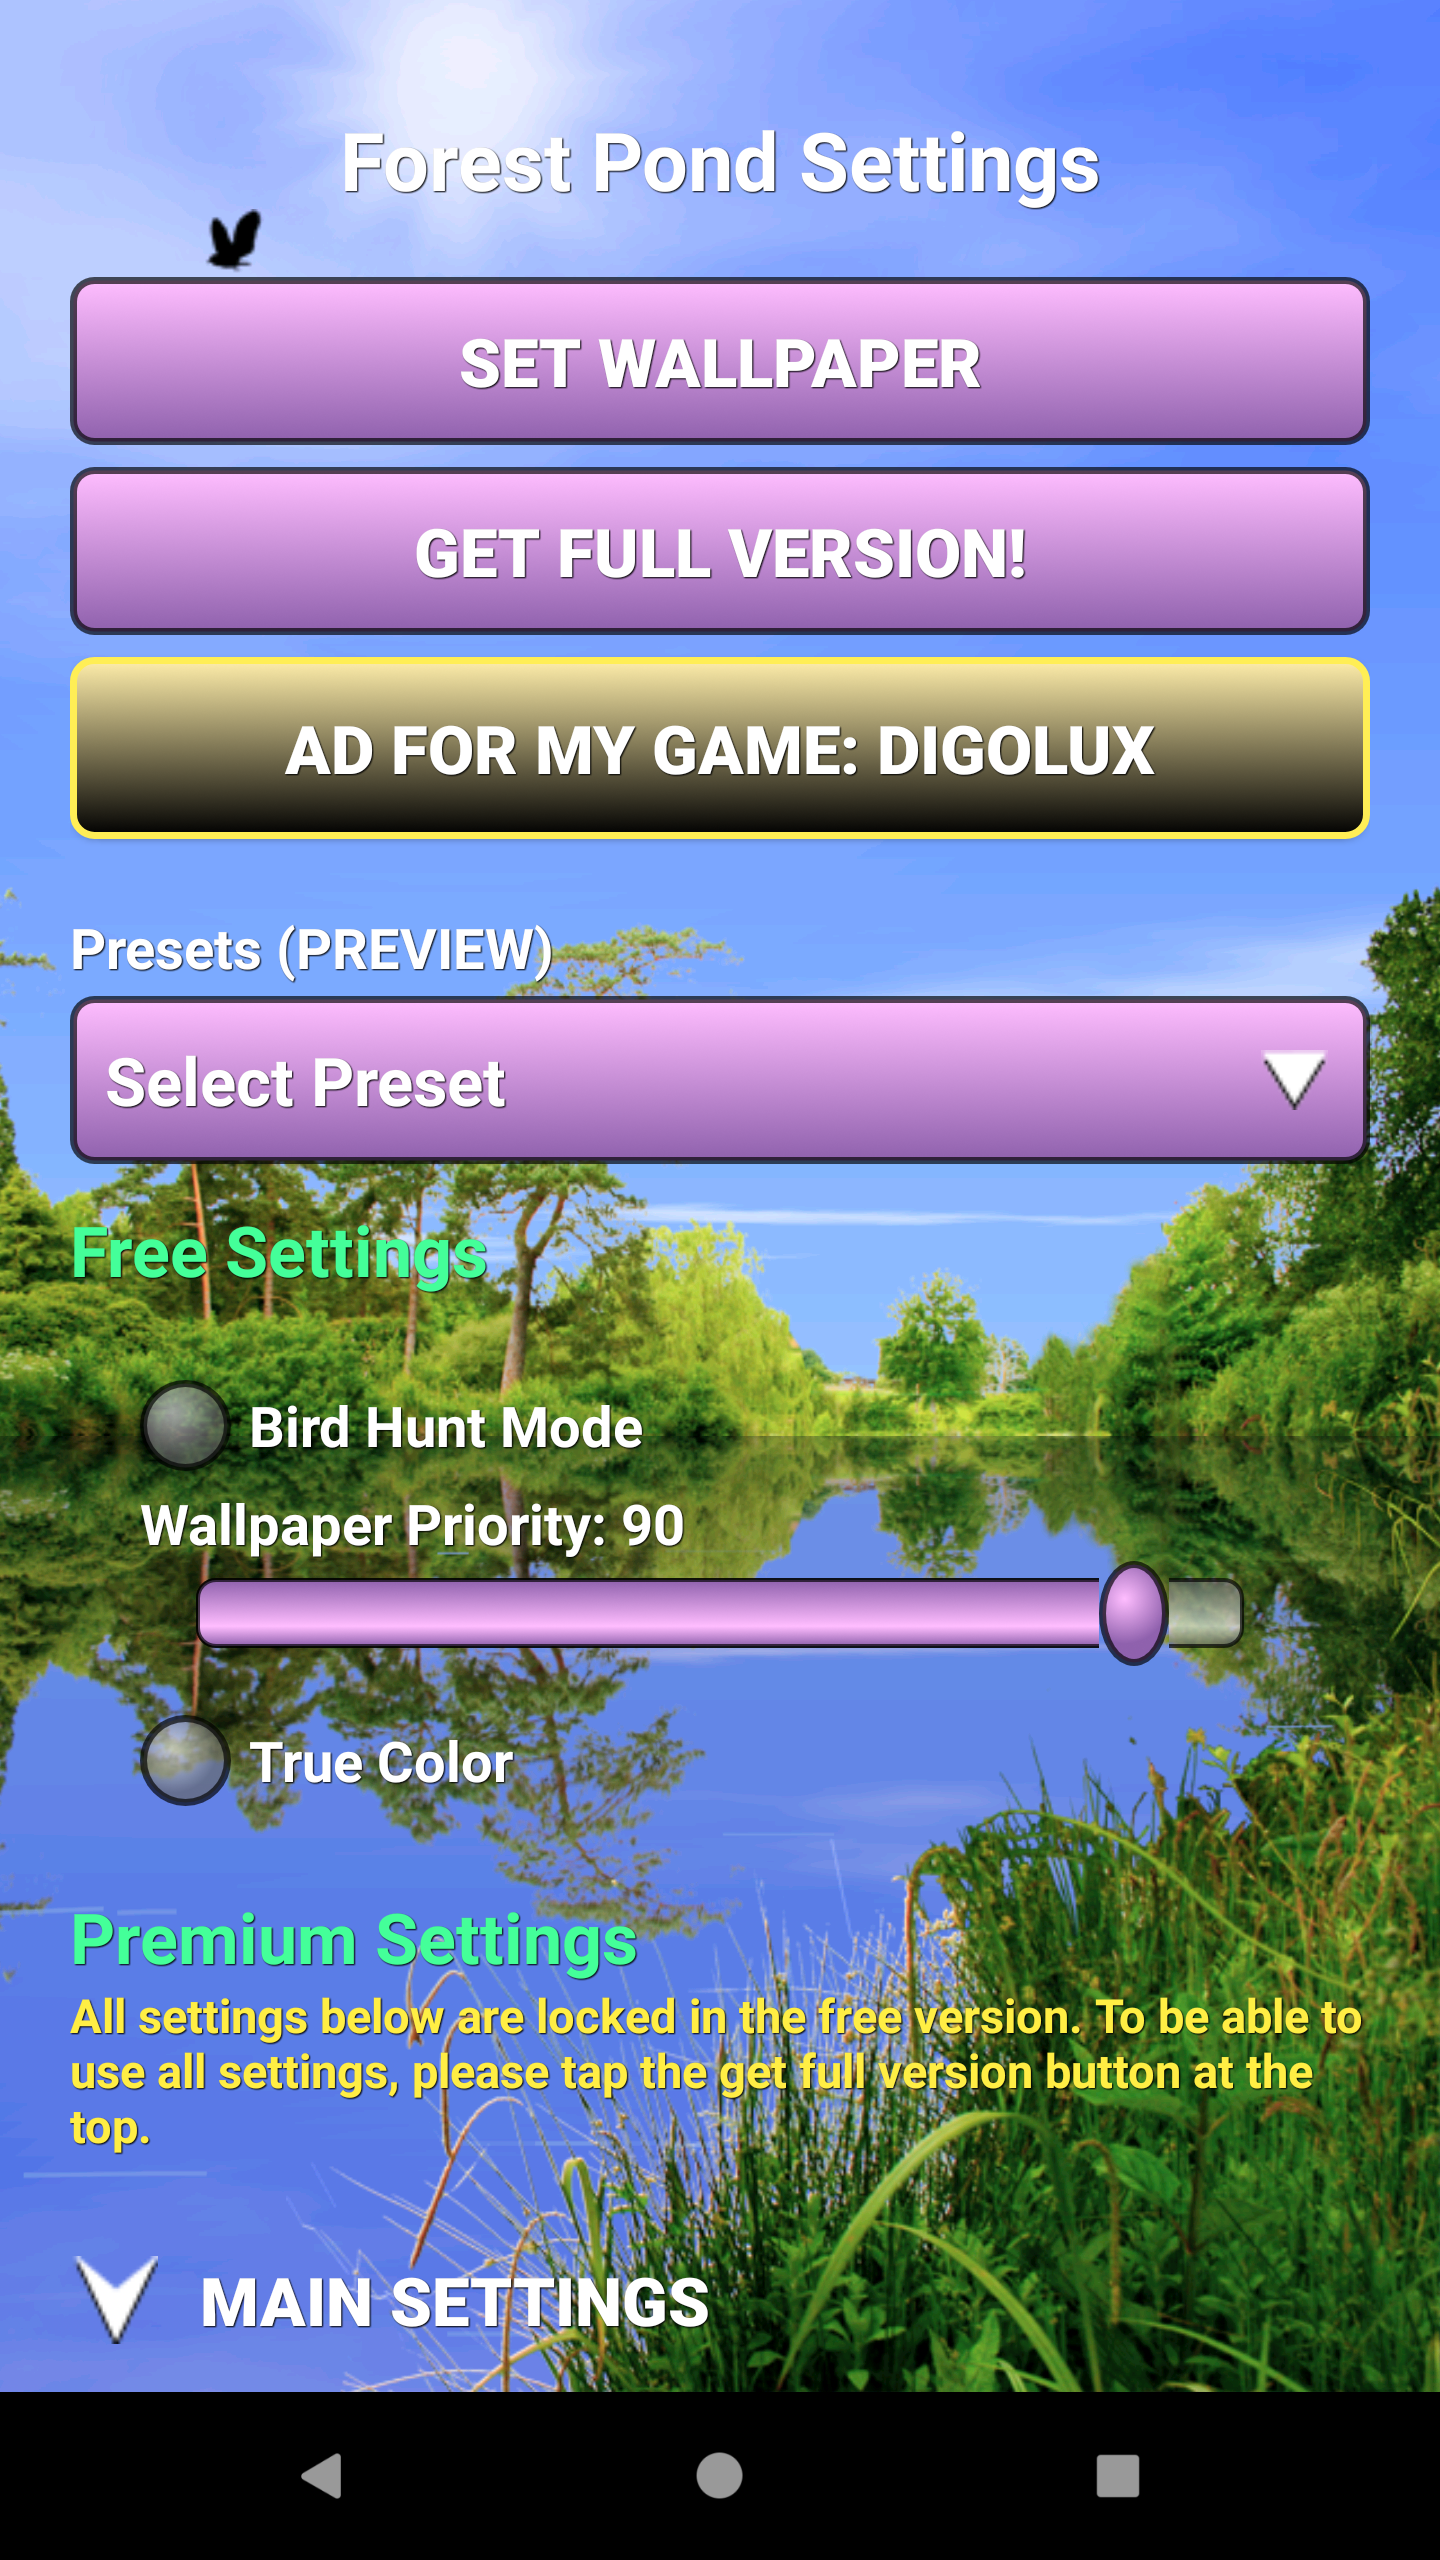 Forest Pond Settings
SET WALLPAPER
GET FULL VERSION!
AD FOR MY GAME: DIGOLUX
Presets (PREVIEW)
Select Preset
Free Settings
Bird Hunt Mode
Wallpaper Priority: 90
True Color
Premium Settings
All settings below are locked in the free version. To be able to
use all settings, please tap the get full version button at the
top.
MAIN SETTINGS